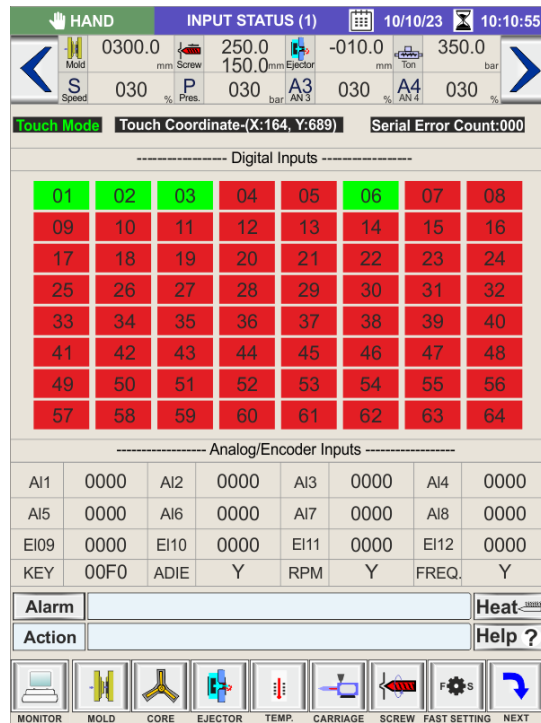 HAND INPUT STATUS (1) 10/10/23 10:10:55
Mold 0300.0 mm Screw 250.0 150.0 mm Ejector -010.0 mm Ton 350.0 bar
S Speed 030 % P Pres. 030 bar A3 AN 3 030 % A4 AN 4 030 %
Touch Mode Touch Coordinate-(X:164, Y:689) Serial Error Count:000
------------------- Digital Inputs -------------------
01 02 03 04 05 06 07 08
09 10 11 12 13 14 15 16
17 18 19 20 21 22 23 24
25 26 27 28 29 30 31 32
33 34 35 36 37 38 39 40
41 42 43 44 45 46 47 48
49 50 51 52 53 54 55 56
57 58 59 60 61 62 63 64
------------------- Analog/Encoder Inputs -------------------
AI1 0000 AI2 0000 AI3 0000 AI4 0000
AI5 0000 AI6 0000 AI7 0000 AI8 0000
EI09 0000 EI10 0000 EI11 0000 EI12 0000
KEY 00F0 ADIE Y RPM Y FREQ. Y
Alarm Heat
Action Help ?
F S
MONITOR MOLD CORE EJECTOR TEMP. CARRIAGE SCREW FAST SETTING NEXT